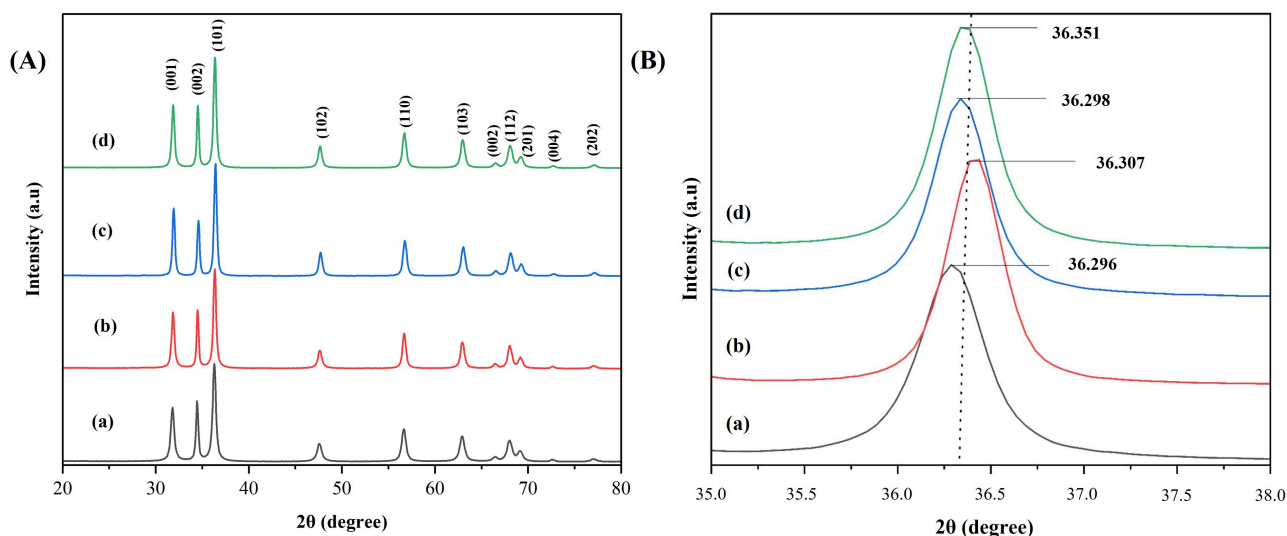 (A)
Intensity (a.u)
(001)
(002)
(101)
(102)
(110)
(103)
(002)
(112)
(201)
(004)
(202)
(d)
(c)
(b)
(a)
20
30
40
50
60
70
80
2θ (degree)
(B)
Intensity (a.u)
36.351
36.298
36.307
36.296
(d)
(c)
(b)
(a)
35.0
35.5
36.0
36.5
37.0
37.5
38.0
2θ (degree)